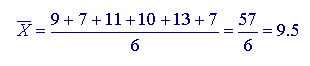 X̄ = (9 + 7 + 11 + 10 + 13 + 7)/6 = 57/6 = 9.5